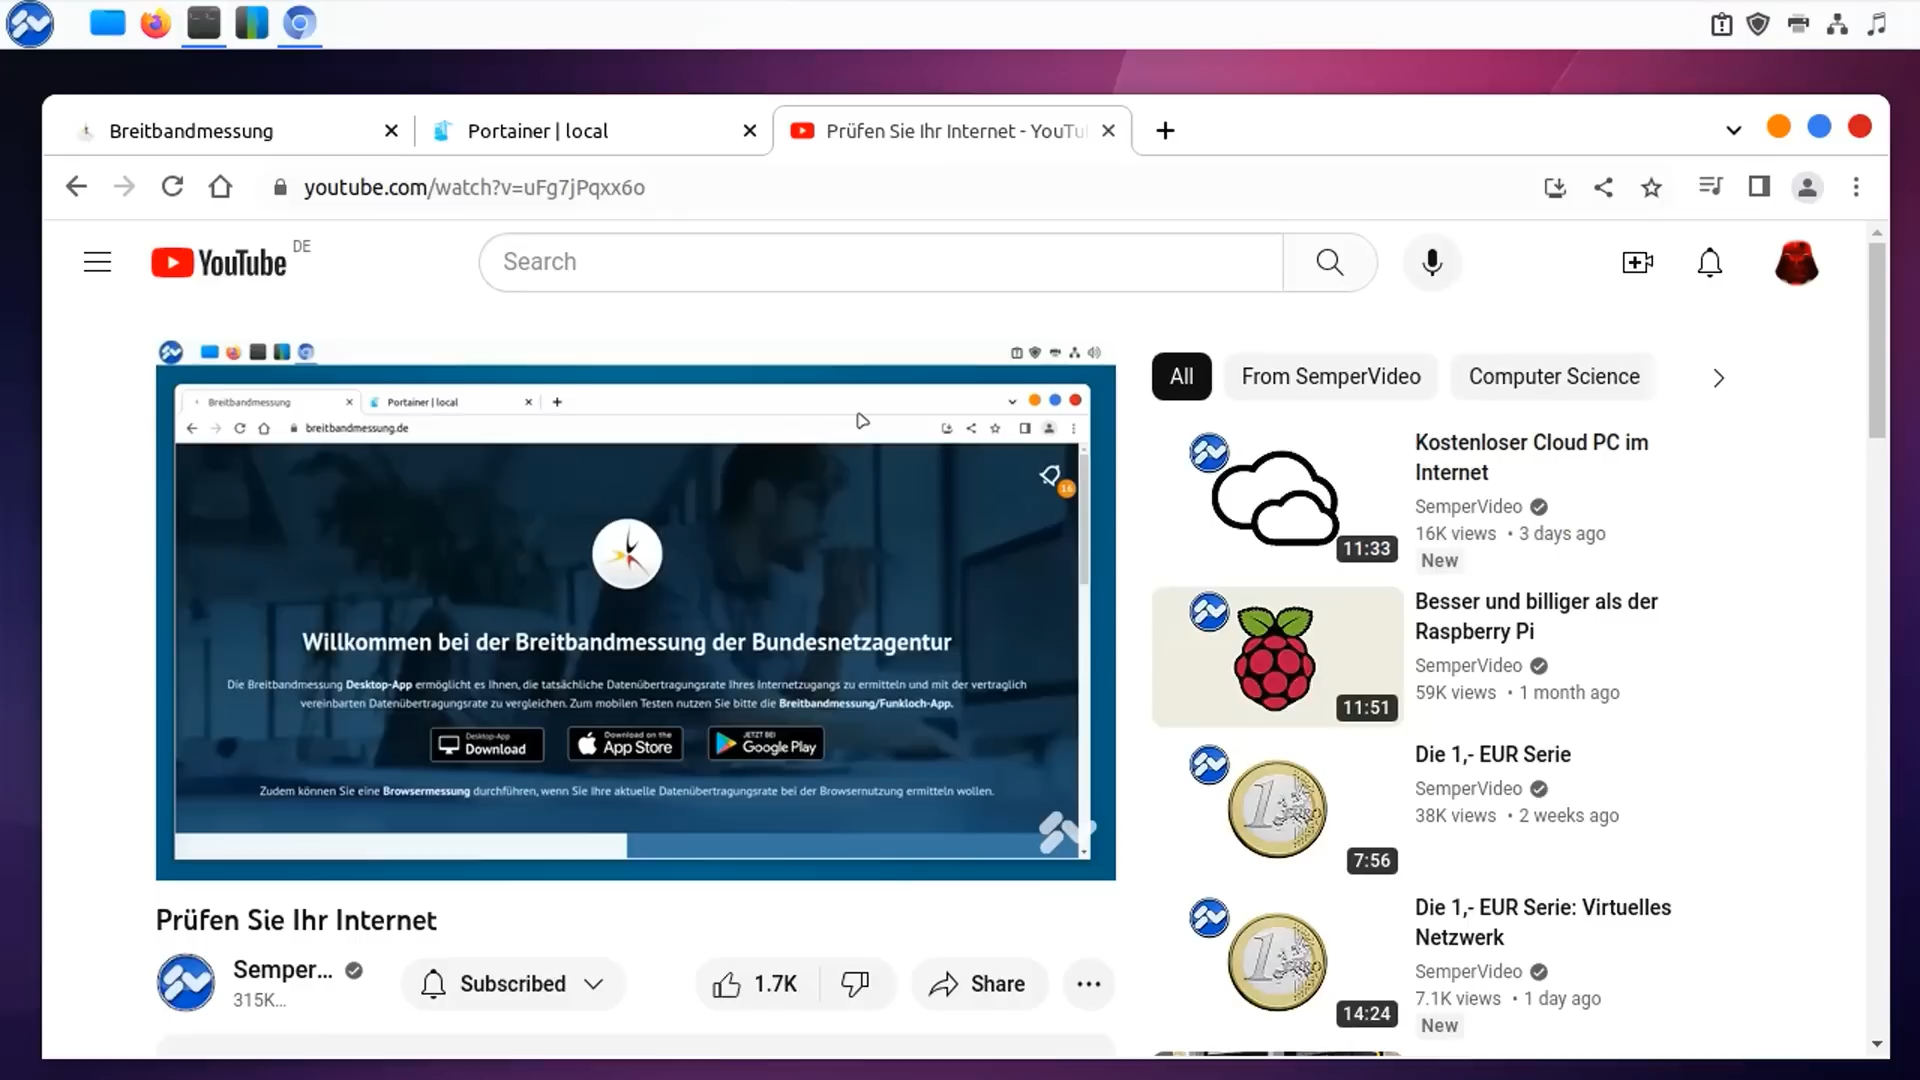 Breitbandmessung
Portainer | local
Prüfen Sie Ihr Internet - YouTu
youtube.com/watch?v=uFg7jPqxx6o
YouTube DE
Search
Breitbandmessung
Portainer | local
breitbandmessung.de
16
Willkommen bei der Breitbandmessung der Bundesnetzagentur
Die Breitbandmessung Desktop-App ermöglicht es Ihnen, die tatsächliche Datenübertragungsrate Ihres Internetzugangs zu ermitteln und mit der vertraglich
vereinbarten Datenübertragungsrate zu vergleichen. Zum mobilen Testen nutzen Sie bitte die Breitbandmessung/Funkloch-App.
Desktop-App
Download
Download on the
App Store
JETZT BEI
Google Play
Zudem können Sie eine Browsermessung durchführen, wenn Sie Ihre aktuelle Datenübertragungsrate bei der Browsernutzung ermitteln wollen.
Prüfen Sie Ihr Internet
Semper...
315K...
Subscribed
1.7K
Share
All
From SemperVideo
Computer Science
Kostenloser Cloud PC im
Internet
SemperVideo
16K views • 3 days ago
New
11:33
Besser und billiger als der
Raspberry Pi
SemperVideo
59K views • 1 month ago
11:51
Die 1,- EUR Serie
SemperVideo
38K views • 2 weeks ago
1
7:56
Die 1,- EUR Serie: Virtuelles
Netzwerk
SemperVideo
7.1K views • 1 day ago
New
1
14:24